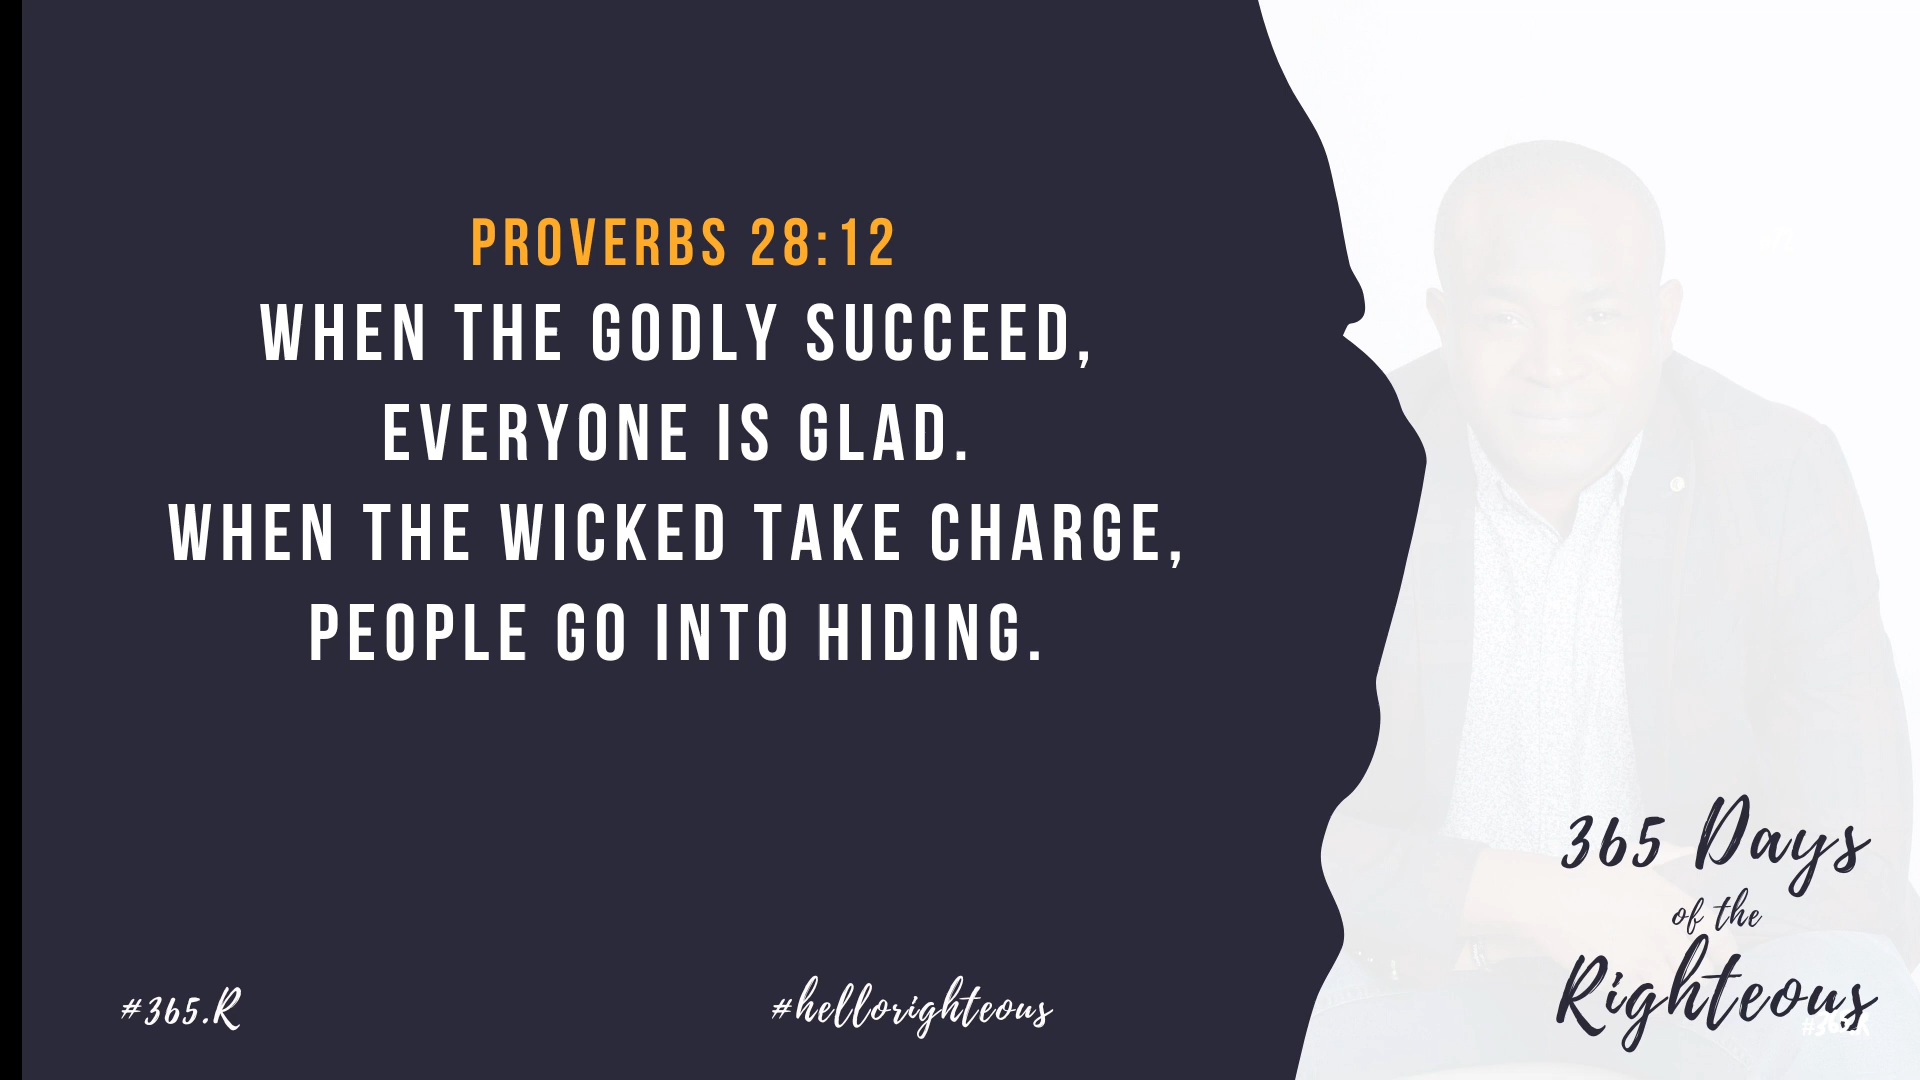 PROVERBS 28:12
WHEN THE GODLY SUCCEED,
EVERYONE IS GLAD.
WHEN THE WICKED TAKE CHARGE,
PEOPLE GO INTO HIDING.
#365.R
#hellorighteous
365 Days
of the
Righteous
#365.R